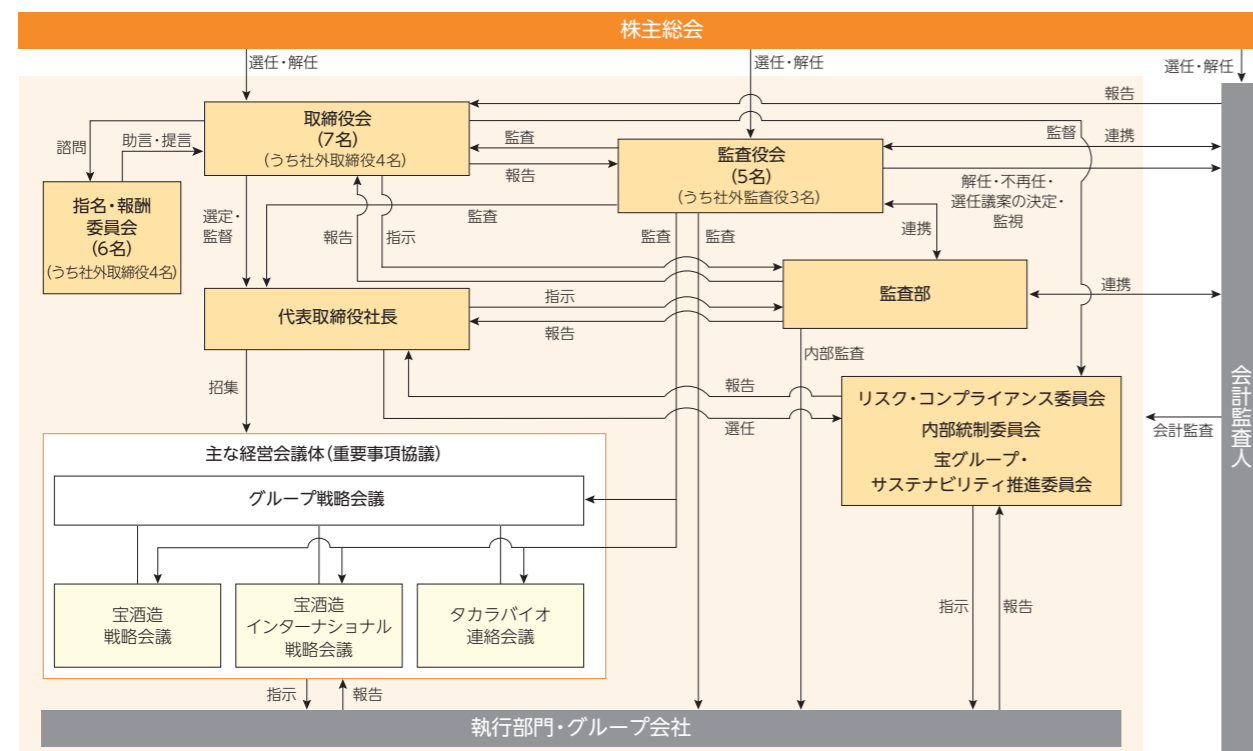 株主総会
選任・解任
選任・解任
選任・解任
報告
取締役会
(7名)
(うち社外取締役4名)
諮問
助言・提言
監査
報告
監査役会
(5名)
(うち社外監査役3名)
監督
連携
解任・不再任・
選任議案の決定・
監視
指名・報酬
委員会
(6名)
(うち社外取締役4名)
選定・
監督
報告
指示
監査
監査
監査
連携
監査部
連携
代表取締役社長
指示
報告
内部監査
招集
報告
選任
リスク・コンプライアンス委員会
内部統制委員会
宝グループ・
サステナビリティ推進委員会
会計監査
会計監査人
主な経営会議体(重要事項協議)
グループ戦略会議
宝酒造
戦略会議
宝酒造
インターナショナル
戦略会議
タカラバイオ
連絡会議
指示
報告
指示
報告
執行部門・グループ会社